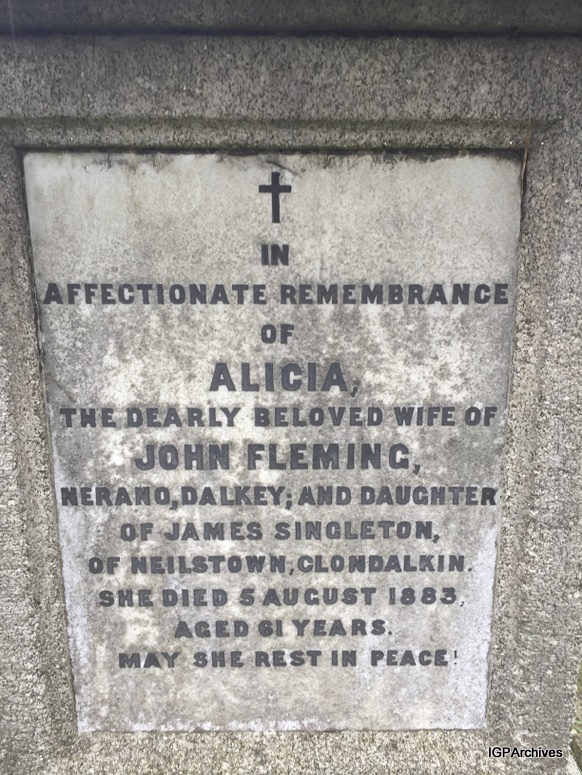 IN
AFFECTIONATE REMEMBRANCE
OF
ALICIA,
THE DEARLY BELOVED WIFE OF
JOHN FLEMING,
NERANO, DALKEY; AND DAUGHTER
OF JAMES SINGLETON,
OF NEILSTOWN, CLONDALKIN.
SHE DIED 5 AUGUST 1883,
AGED 61 YEARS.
MAY SHE REST IN PEACE!
IGPArchives